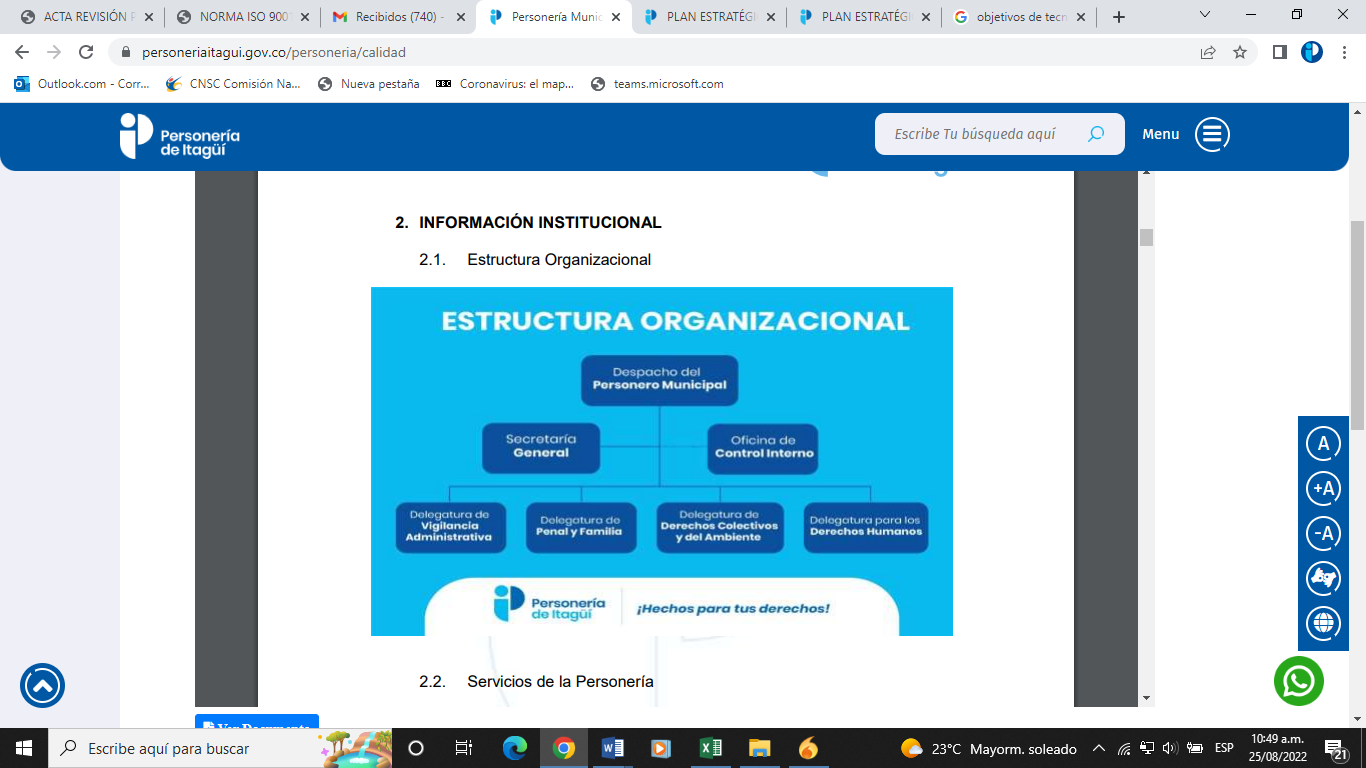 ACTA REVISIÓN P
NORMA ISO 900
Recibidos (740) -
Personería Munic
PLAN ESTRATÉGI
PLAN ESTRATÉGI
objetivos de tecn
personeriaitagui.gov.co/personeria/calidad
Outlook.com - Corr...
CNSC Comisión Na...
Nueva pestaña
BBC
Coronavirus: el map...
teams.microsoft.com
Personería
de Itagüí
Escribe Tu búsqueda aquí
Menu
2. INFORMACIÓN INSTITUCIONAL
2.1. Estructura Organizacional
ESTRUCTURA ORGANIZACIONAL
Despacho del
Personero Municipal
Secretaría
General
Oficina de
Control Interno
Delegatura de
Vigilancia
Administrativa
Delegatura de
Penal y Familia
Delegatura de
Derechos Colectivos
y del Ambiente
Delegatura para los
Derechos Humanos
Personería
de Itagüí
¡Hechos para tus derechos!
A
+A
-A
2.2. Servicios de la Personería
Ver Documento
Escribe aquí para buscar
23°C Mayorm. soleado
ESP
10:49 a.m.
25/08/2022
21